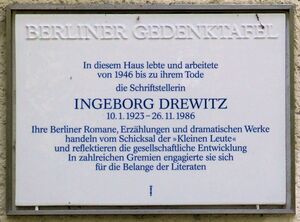 BERLINER GEDENKTAFEL
In diesem Haus lebte und arbeitete
von 1946 bis zu ihrem Tode
die Schriftstellerin
INGEBORG DREWITZ
10. 1. 1923 – 26. 11. 1986
Ihre Berliner Romane, Erzählungen und dramatischen Werke
handeln vom Schicksal der »Kleinen Leute«
und reflektieren die gesellschaftliche Entwicklung
In zahlreichen Gremien engagierte sie sich
für die Belange der Literaten